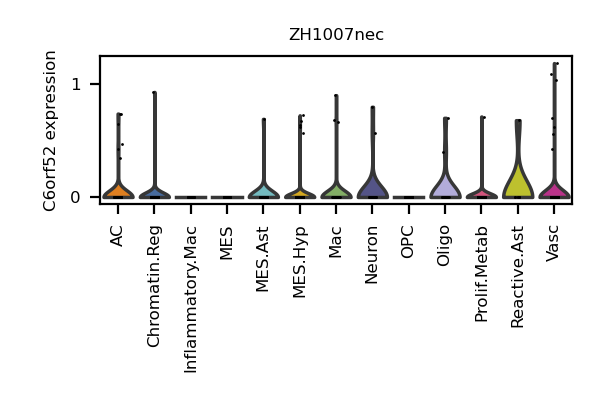 ZH1007nec
C6orf52 expression
1
0
AC
Chromatin.Reg
Inflammatory.Mac
MES
MES.Ast
MES.Hyp
Mac
Neuron
OPC
Oligo
Prolif.Metab
Reactive.Ast
Vasc